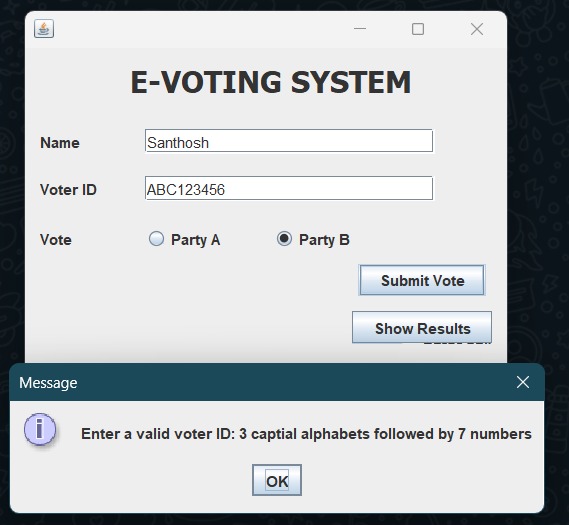 E-VOTING SYSTEM
Name Santhosh
Voter ID ABC123456
Vote Party A Party B
Submit Vote
Show Results
Message
Enter a valid voter ID: 3 captial alphabets followed by 7 numbers
OK